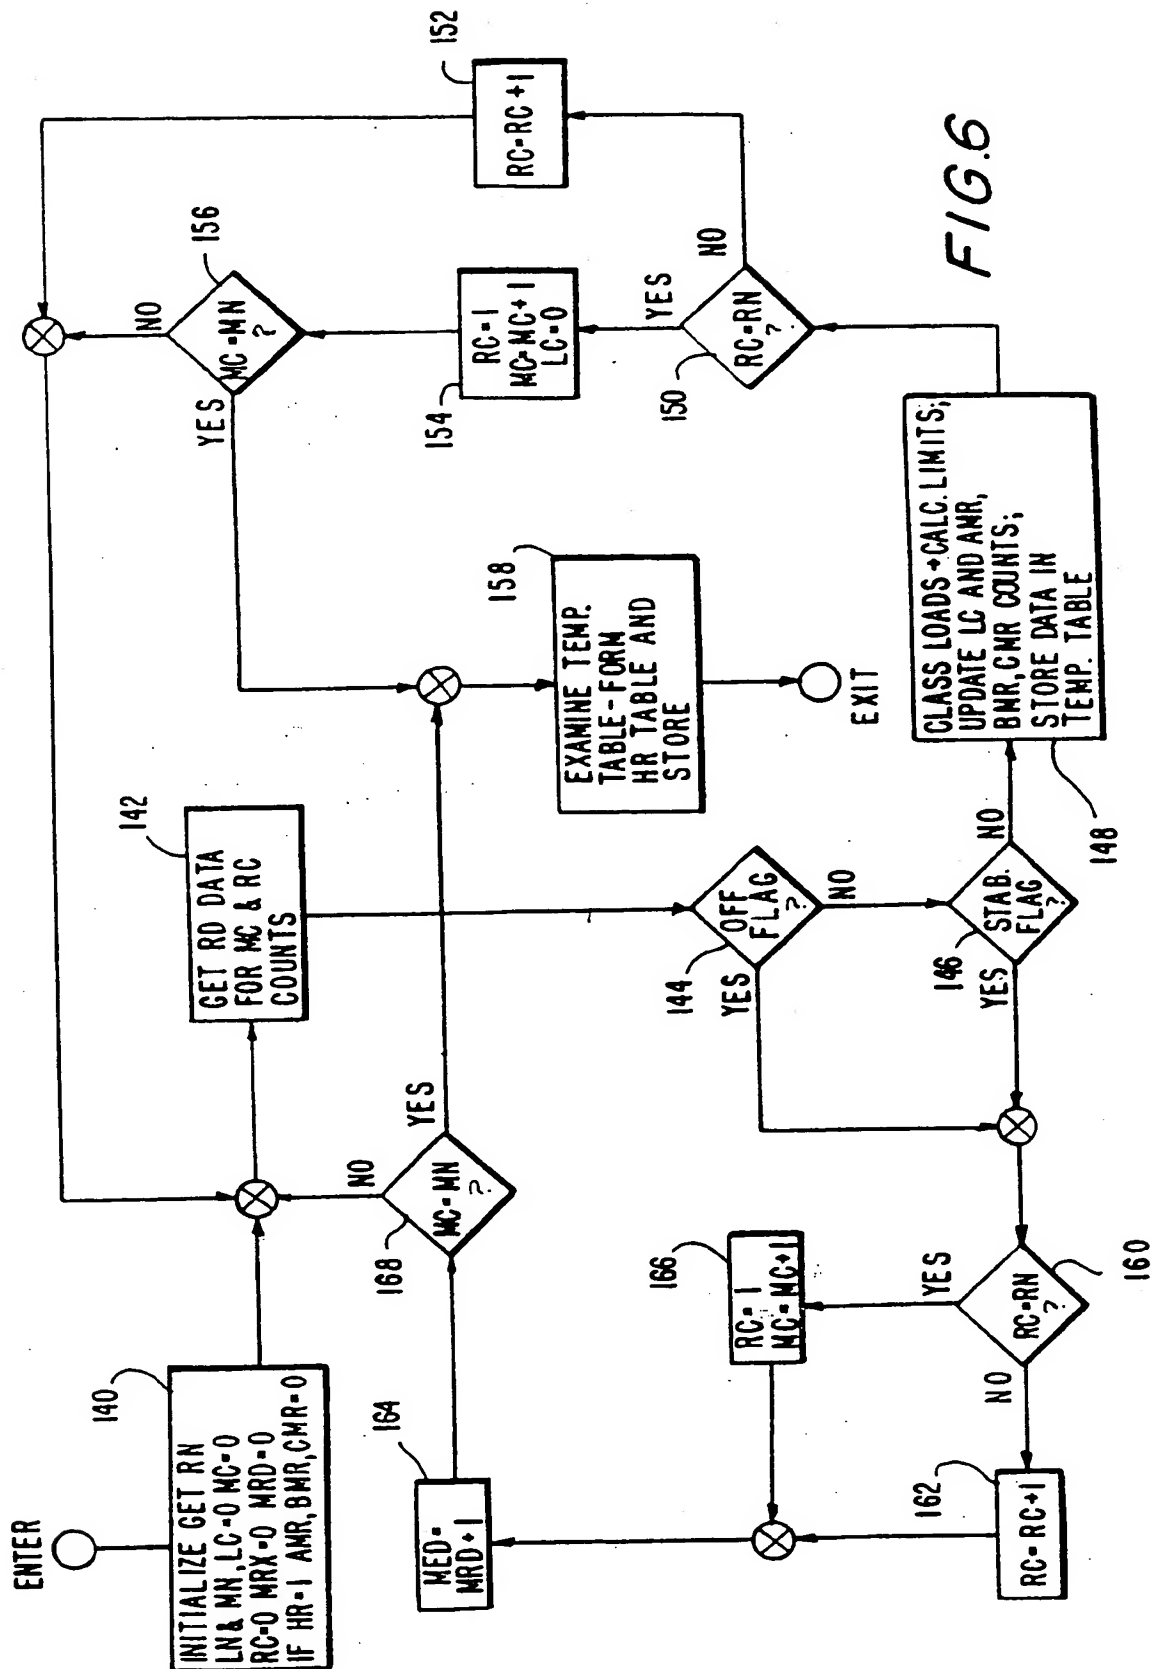 ENTER
140
INITIALIZE GET RN
LN & MN, LC=0 MC=0
RC=0 MRX=0 MRD=0
IF HR=1 AMR, BMR, CMR=0
142
GET RD DATA
FOR MC & RC
COUNTS
144
OFF
FLAG
?
YES
NO
146
STAB.
FLAG
?
YES
NO
148
CLASS LOADS+CALC. LIMITS;
UPDATE LC AND AMR,
BMR, CMR COUNTS;
STORE DATA IN
TEMP. TABLE
150
RC=RN
?
YES
NO
152
RC=RC+1
154
RC=1
MC=MC+1
LC=0
156
MC=MN
?
YES
NO
158
EXAMINE TEMP.
TABLE-FORM
HR TABLE AND
STORE
EXIT
160
RC=RN
?
YES
NO
162
RC=RC+1
164
MED=
MRD+1
166
RC=1
MC=MC+1
168
MC=MN
?
YES
NO
FIG.6